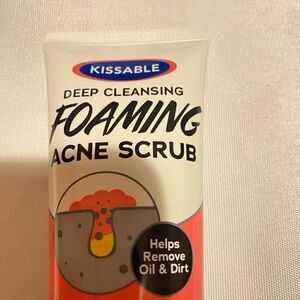 KISSABLE
DEEP CLEANSING
FOAMING
ACNE SCRUB
Helps
Remove
Oil & Dirt